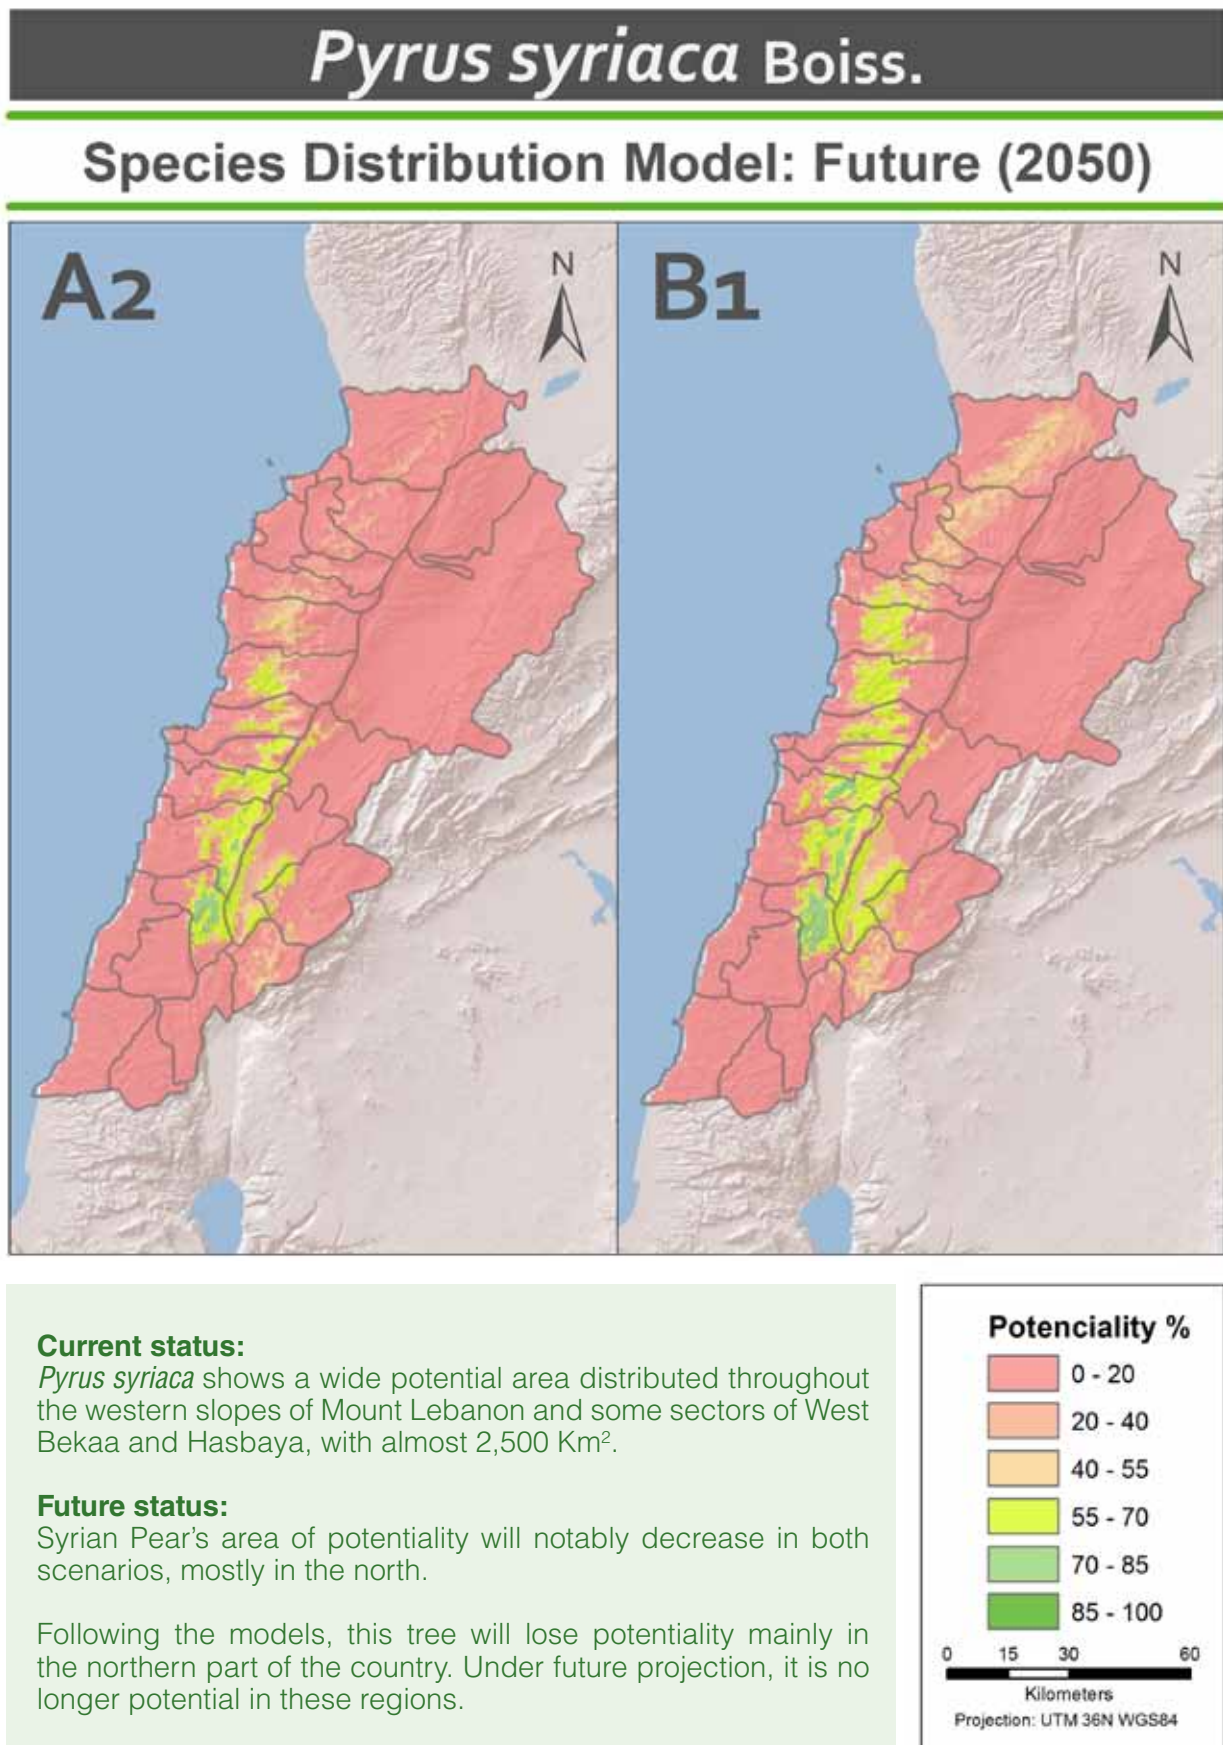 Pyrus syriaca Boiss.
Species Distribution Model: Future (2050)
A2
N
B1
N
Current status:
Pyrus syriaca shows a wide potential area distributed throughout
the western slopes of Mount Lebanon and some sectors of West
Bekaa and Hasbaya, with almost 2,500 Km².
Future status:
Syrian Pear's area of potentiality will notably decrease in both
scenarios, mostly in the north.
Following the models, this tree will lose potentiality mainly in
the northern part of the country. Under future projection, it is no
longer potential in these regions.
Potenciality %
0 - 20
20 - 40
40 - 55
55 - 70
70 - 85
85 - 100
0 15 30 60
Kilometers
Projection: UTM 36N WGS84